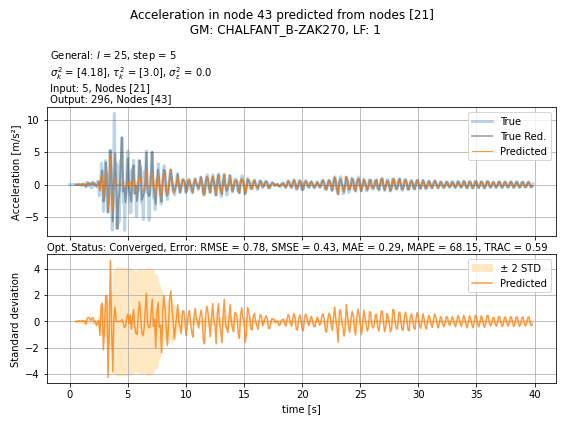 Acceleration in node 43 predicted from nodes [21]
GM: CHALFANT_B-ZAK270, LF: 1
General: l = 25, step = 5
σ²ₖ = [4.18], τ²ₖ = [3.0], σ²ε = 0.0
Input: 5, Nodes [21]
Output: 296, Nodes [43]
Acceleration [m/s²]
10
5
0
−5
True
True Red.
Predicted
Opt. Status: Converged, Error: RMSE = 0.78, SMSE = 0.43, MAE = 0.29, MAPE = 68.15, TRAC = 0.59
Standard deviation
4
2
0
−2
−4
± 2 STD
Predicted
0 5 10 15 20 25 30 35 40
time [s]